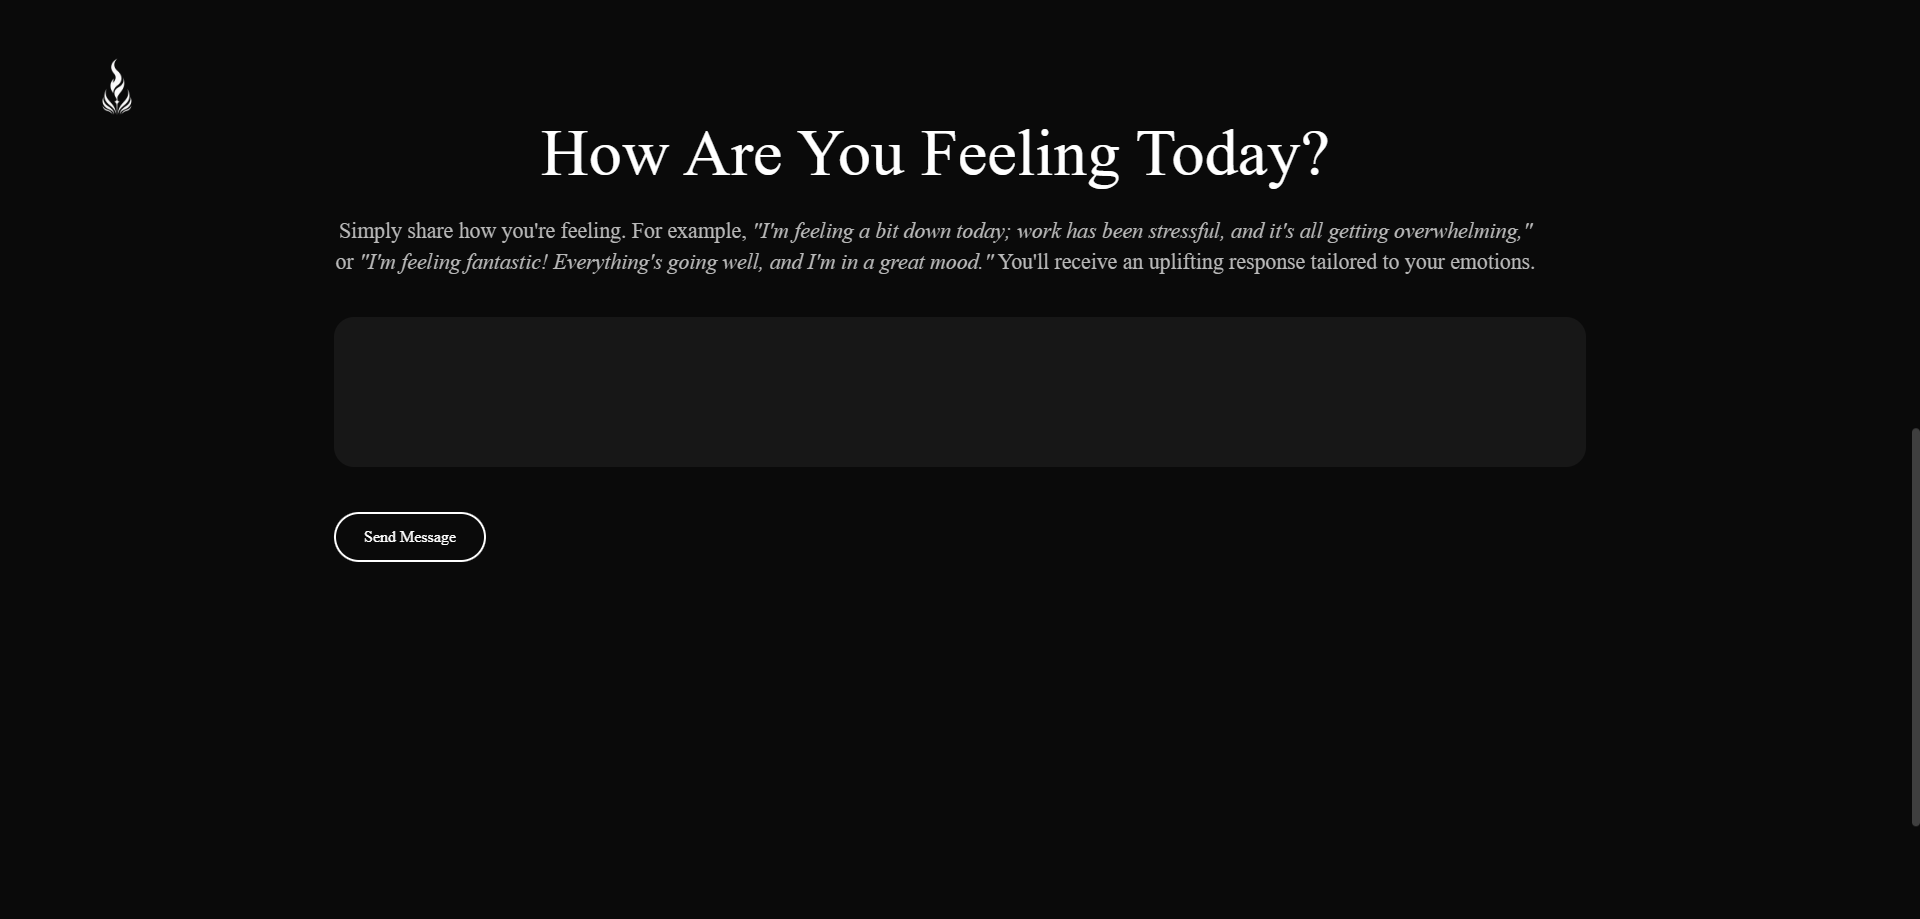 How Are You Feeling Today?
Simply share how you're feeling. For example, "I'm feeling a bit down today; work has been stressful, and it's all getting overwhelming,"
or "I'm feeling fantastic! Everything's going well, and I'm in a great mood." You'll receive an uplifting response tailored to your emotions.
Send Message